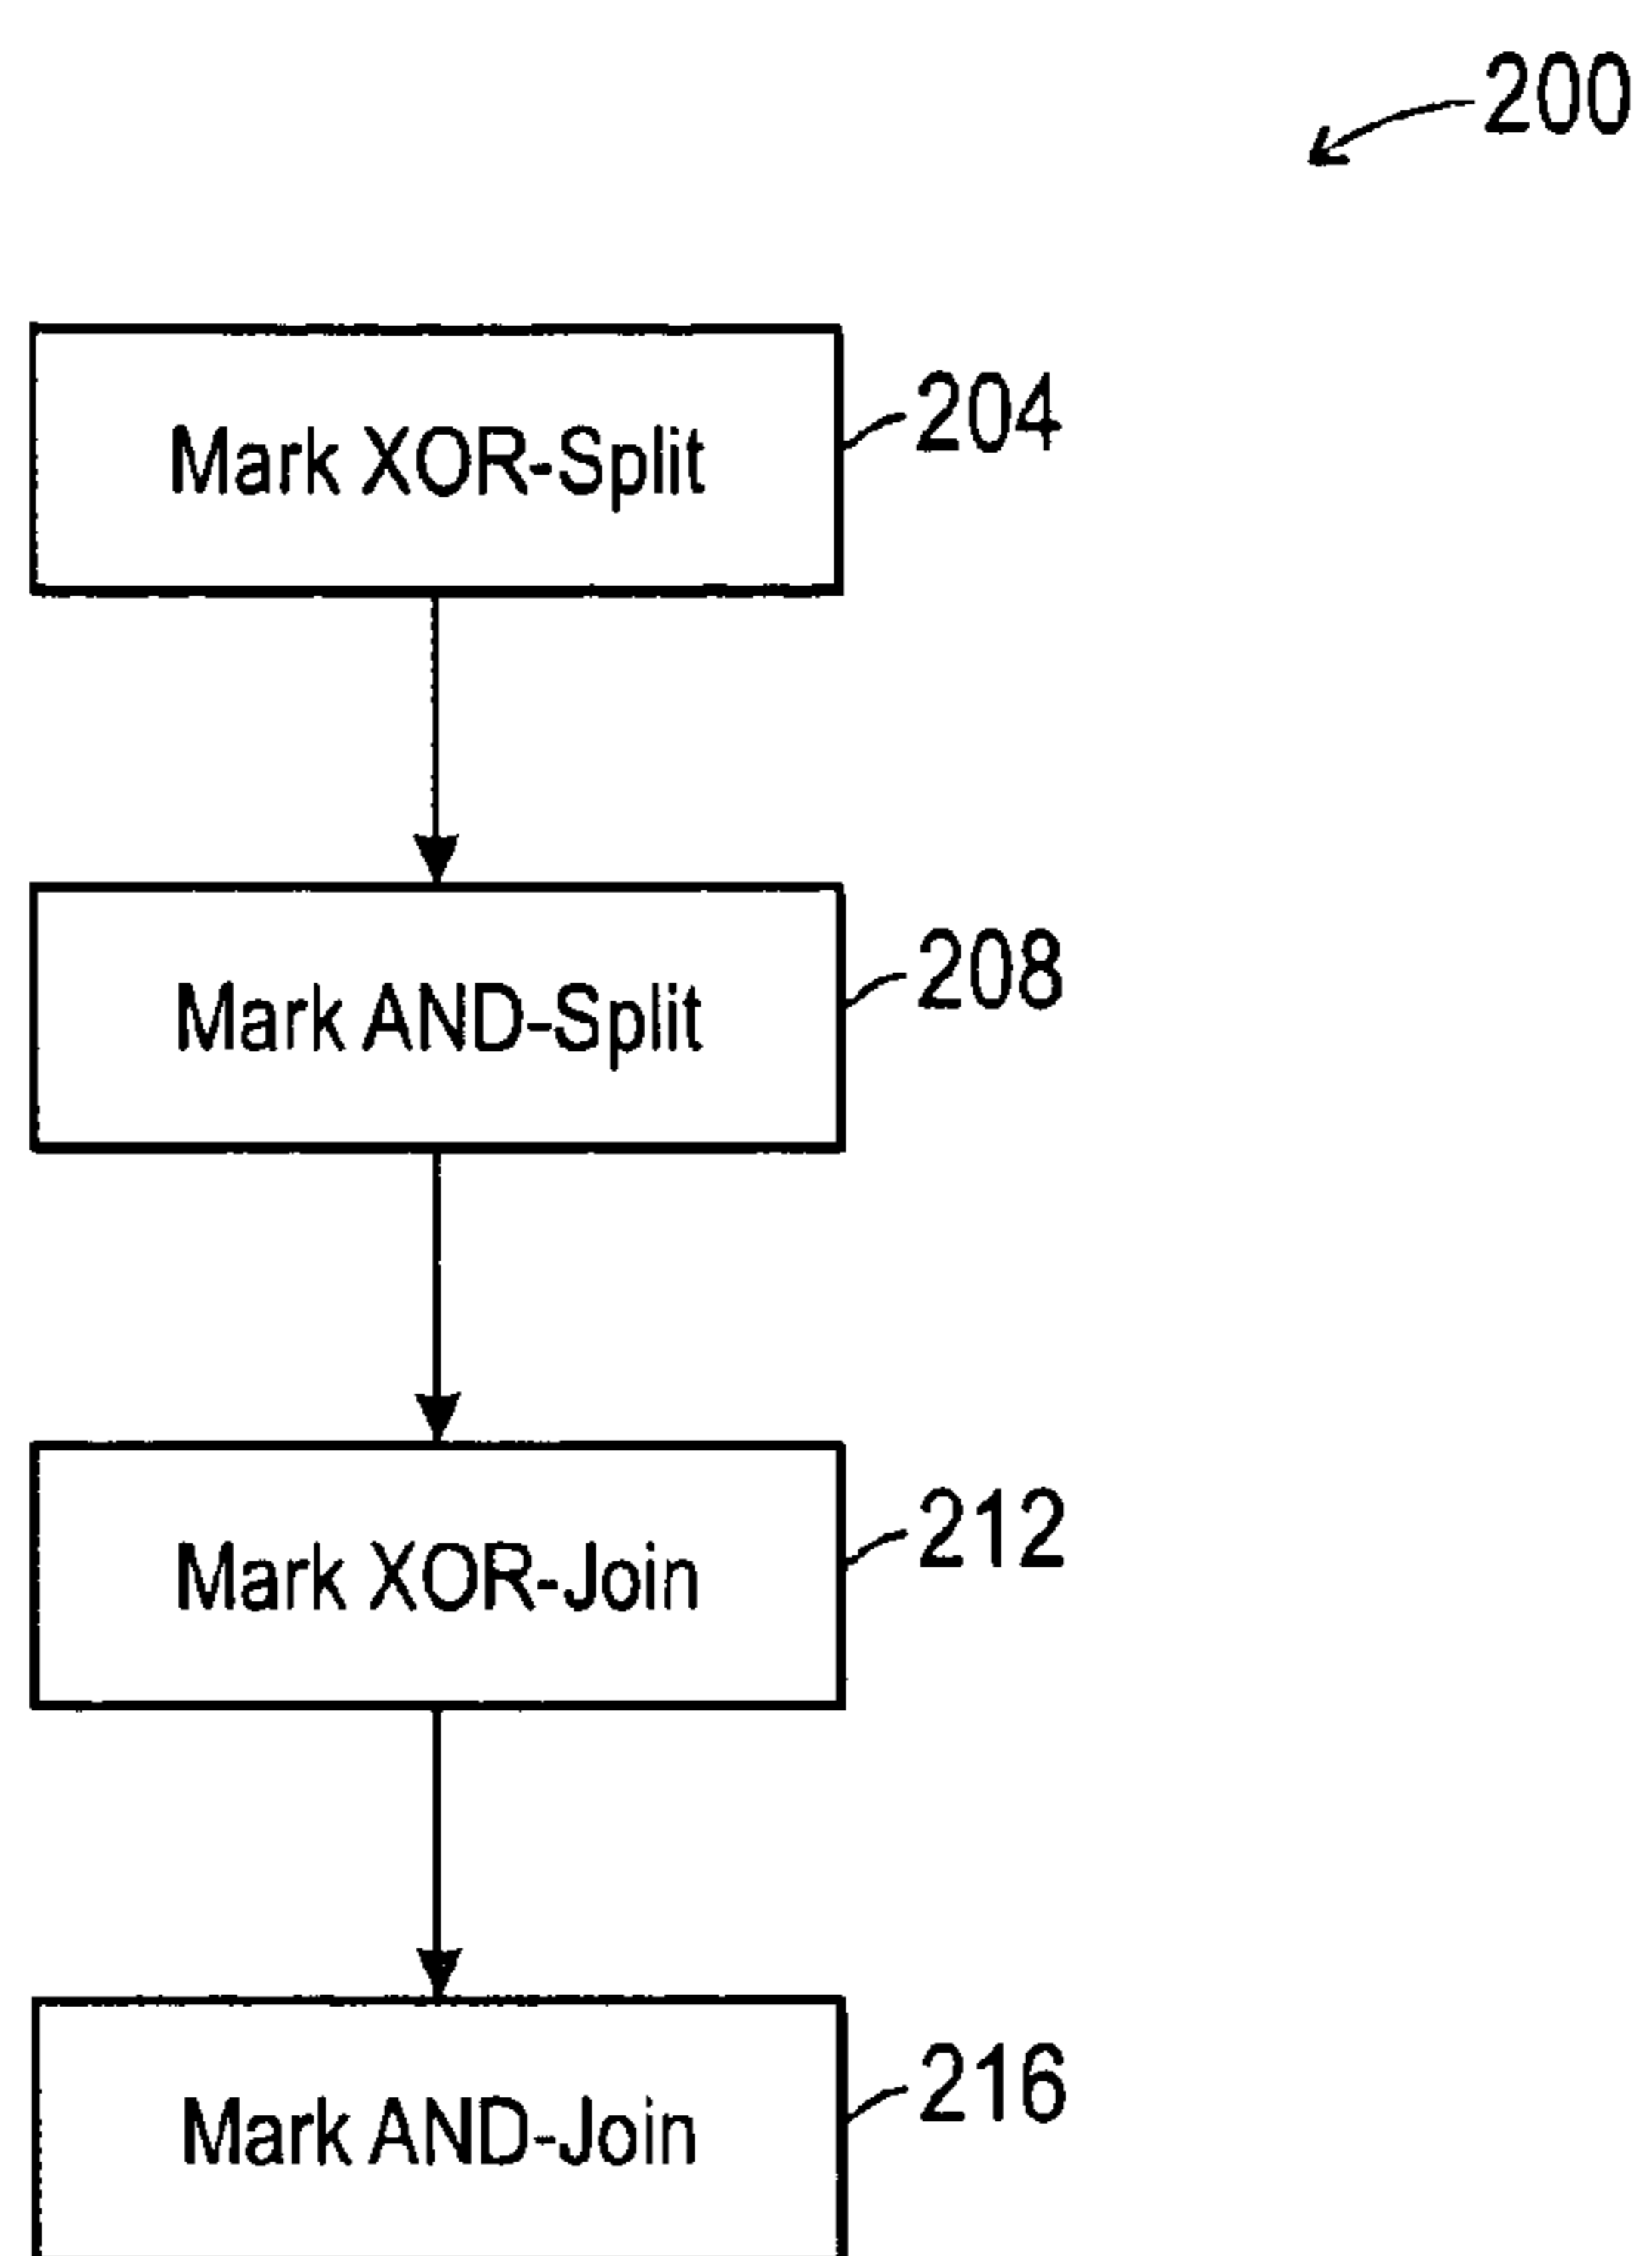 200
Mark XOR-Split
204
Mark AND-Split
208
Mark XOR-Join
212
Mark AND-Join
216